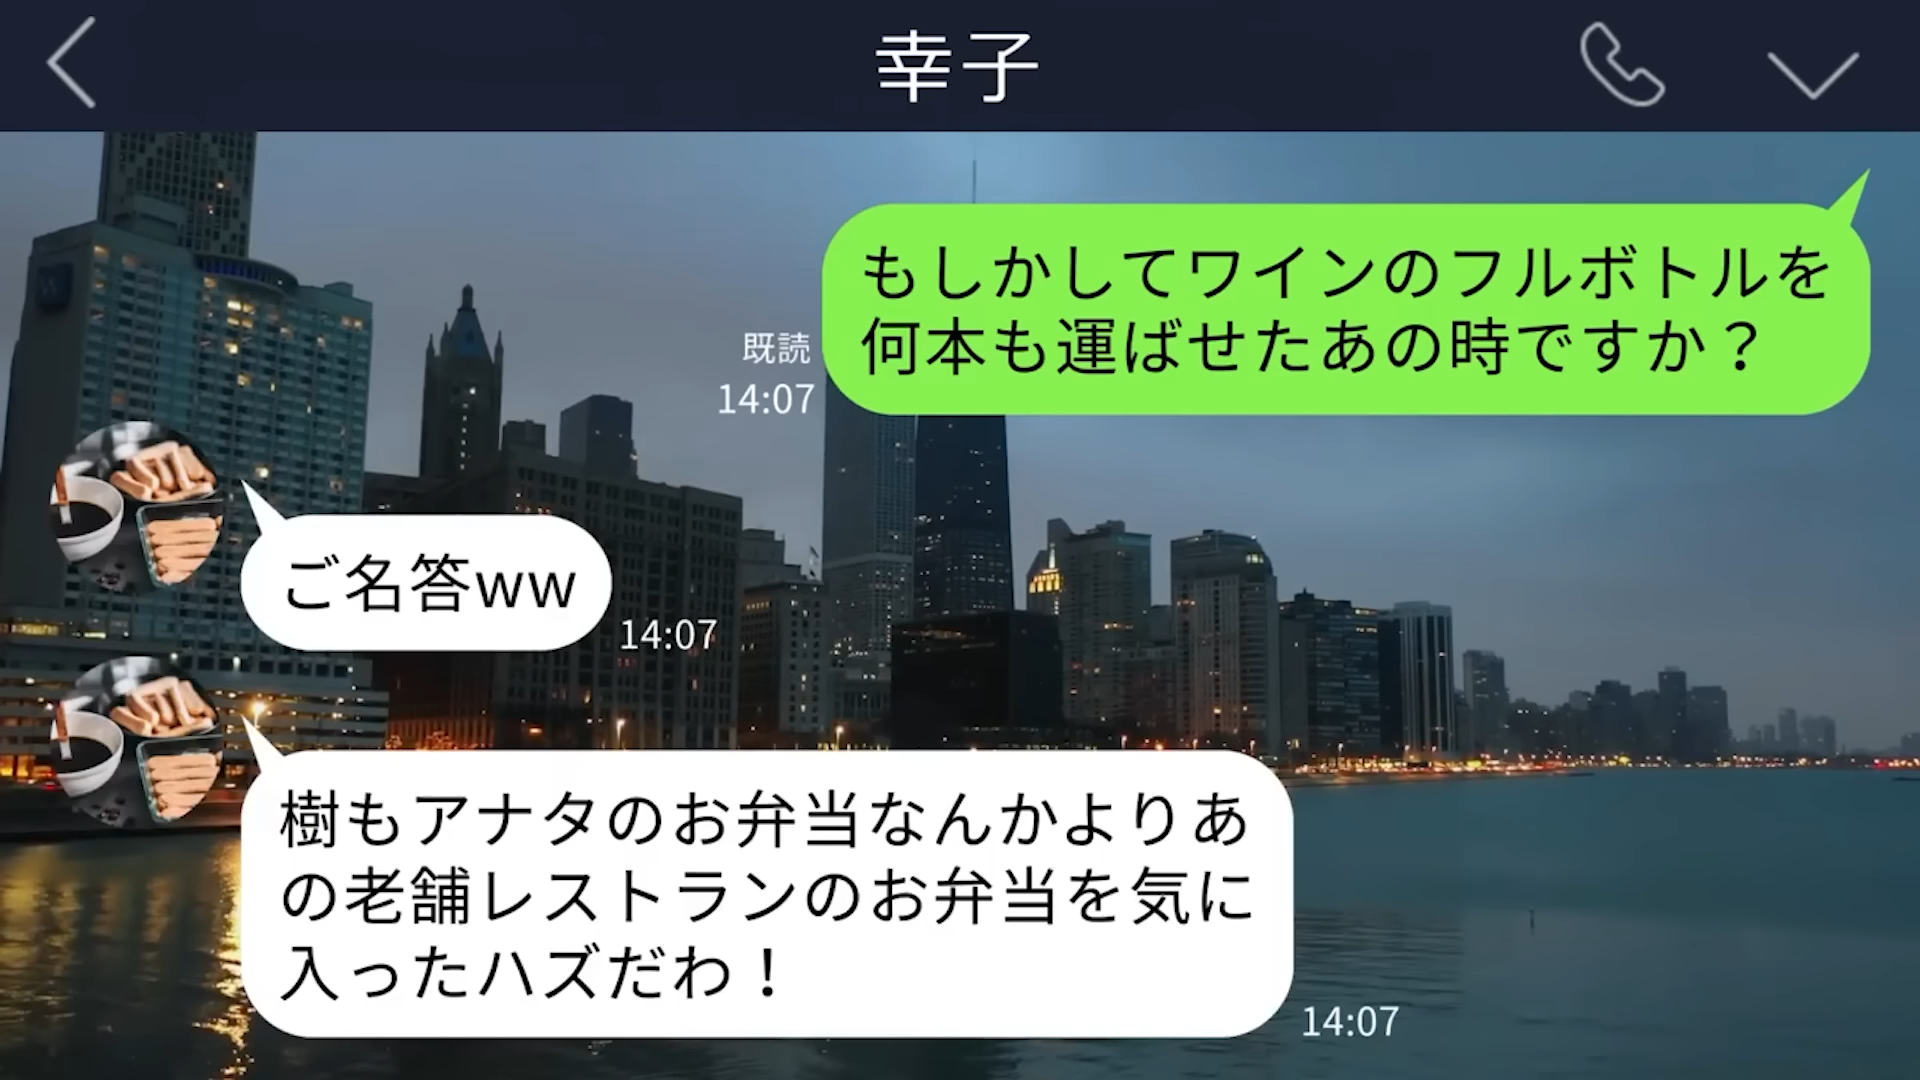 幸子
もしかしてワインのフルボトルを
何本も運ばせたあの時ですか？
既読
14:07
ご名答ww
14:07
樹もアナタのお弁当なんかよりあ
の老舗レストランのお弁当を気に
入ったハズだわ！
14:07